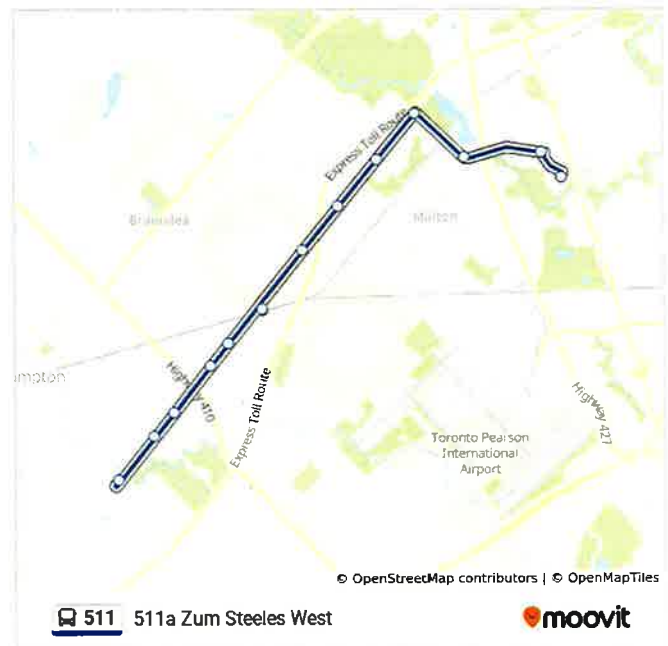 Express Toll Route
Bramalea
Malton
ampton
Highway 410
Express Toll Route
Highway 427
Toronto Pearson
International
Airport
© OpenStreetMap contributors | © OpenMapTiles
511 511a Zum Steeles West
moovit